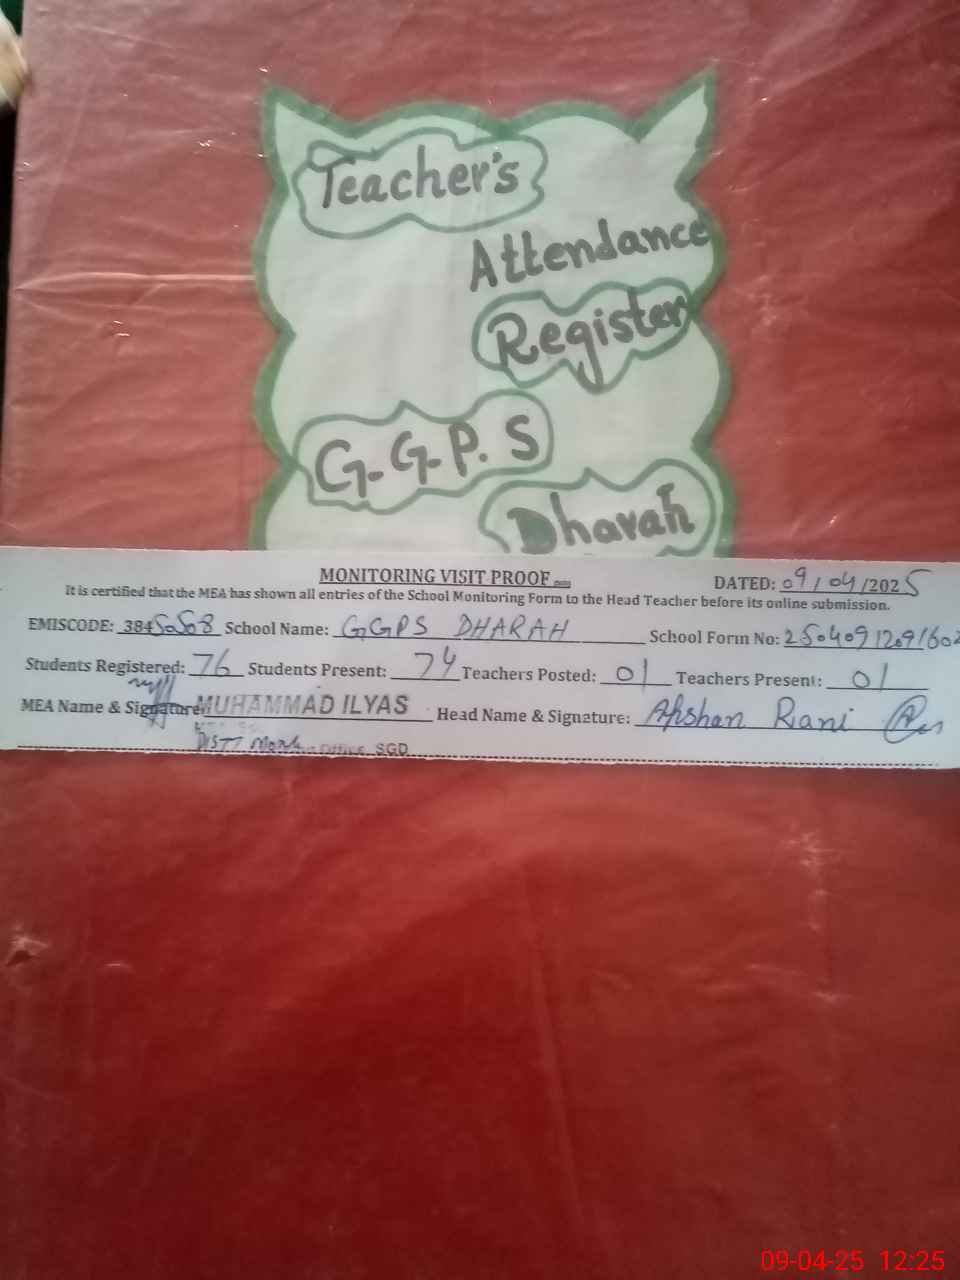 Teacher's
Attendance
Register
G.G.P.S
Dharah
MONITORING VISIT PROOF
DATED: 09/04/2025
It is certified that the MEA has shown all entries of the School Monitoring Form to the Head Teacher before its online submission.
EMISCODE: 38450508 School Name: GGPS DHARAH School Form No:
Students Registered: 76 Students Present: 74 Teachers Posted: 01 Teachers Present: 01
MEA Name & Signature: MUHAMMAD ILYAS Head Name & Signature: Afshan Rani
Office, SGD
09-04-25 12:25